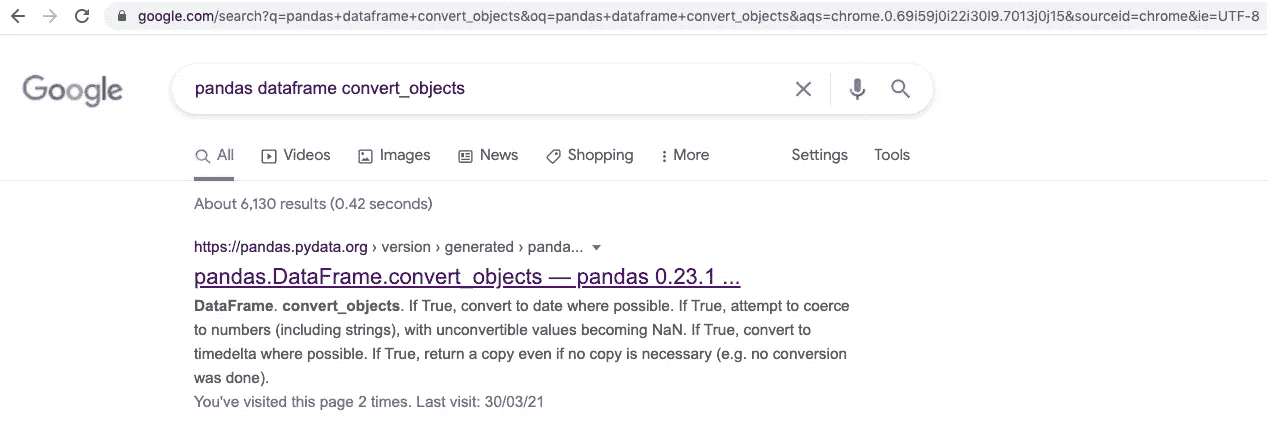 google.com/search?q=pandas+dataframe+convert_objects&oq=pandas+dataframe+convert_objects&aqs=chrome.0.69i59j0i22i30l9.7013j0j15&sourceid=chrome&ie=UTF-8
Google
pandas dataframe convert_objects
All Videos Images News Shopping More Settings Tools
About 6,130 results (0.42 seconds)
https://pandas.pydata.org › version › generated › panda...
pandas.DataFrame.convert_objects — pandas 0.23.1 ...
DataFrame. convert_objects. If True, convert to date where possible. If True, attempt to coerce
to numbers (including strings), with unconvertible values becoming NaN. If True, convert to
timedelta where possible. If True, return a copy even if no copy is necessary (e.g. no conversion
was done).
You've visited this page 2 times. Last visit: 30/03/21